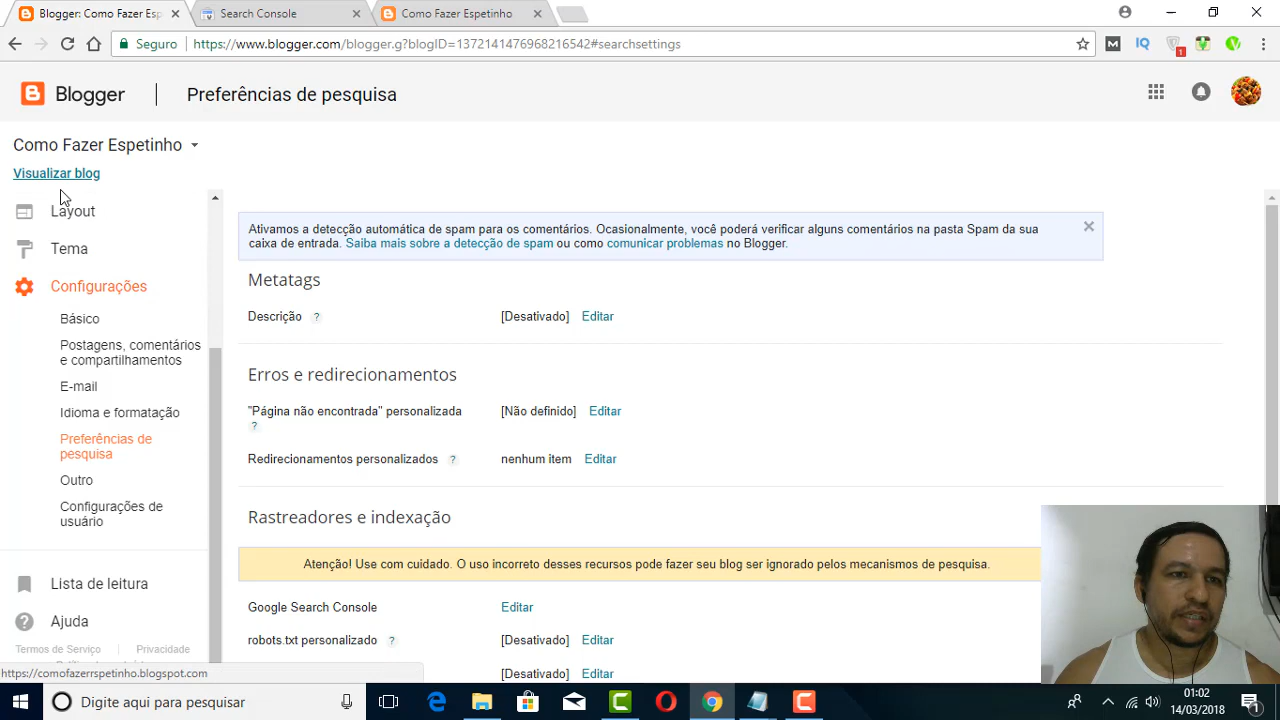 Blogger: Como Fazer Esp
Search Console
Como Fazer Espetinho
Seguro
https://www.blogger.com/blogger.g?blogID=1372141476968216542#searchsettings
Blogger
Preferências de pesquisa
Como Fazer Espetinho
Visualizar blog
Layout
Tema
Configurações
Básico
Postagens, comentários
e compartilhamentos
E-mail
Idioma e formatação
Preferências de
pesquisa
Outro
Configurações de
usuário
Lista de leitura
Ajuda
Termos de Serviço
Privacidade
https://comofazerrspetinho.blogspot.com
Ativamos a detecção automática de spam para os comentários. Ocasionalmente, você poderá verificar alguns comentários na pasta Spam da sua
caixa de entrada. Saiba mais sobre a detecção de spam ou como comunicar problemas no Blogger.
Metatags
Descrição ? [Desativado] Editar
Erros e redirecionamentos
"Página não encontrada" personalizada [Não definido] Editar
?
Redirecionamentos personalizados ? nenhum item Editar
Rastreadores e indexação
Atenção! Use com cuidado. O uso incorreto desses recursos pode fazer seu blog ser ignorado pelos mecanismos de pesquisa.
Google Search Console Editar
robots.txt personalizado ? [Desativado] Editar
[Desativado] Editar
Digite aqui para pesquisar
01:02
14/03/2018